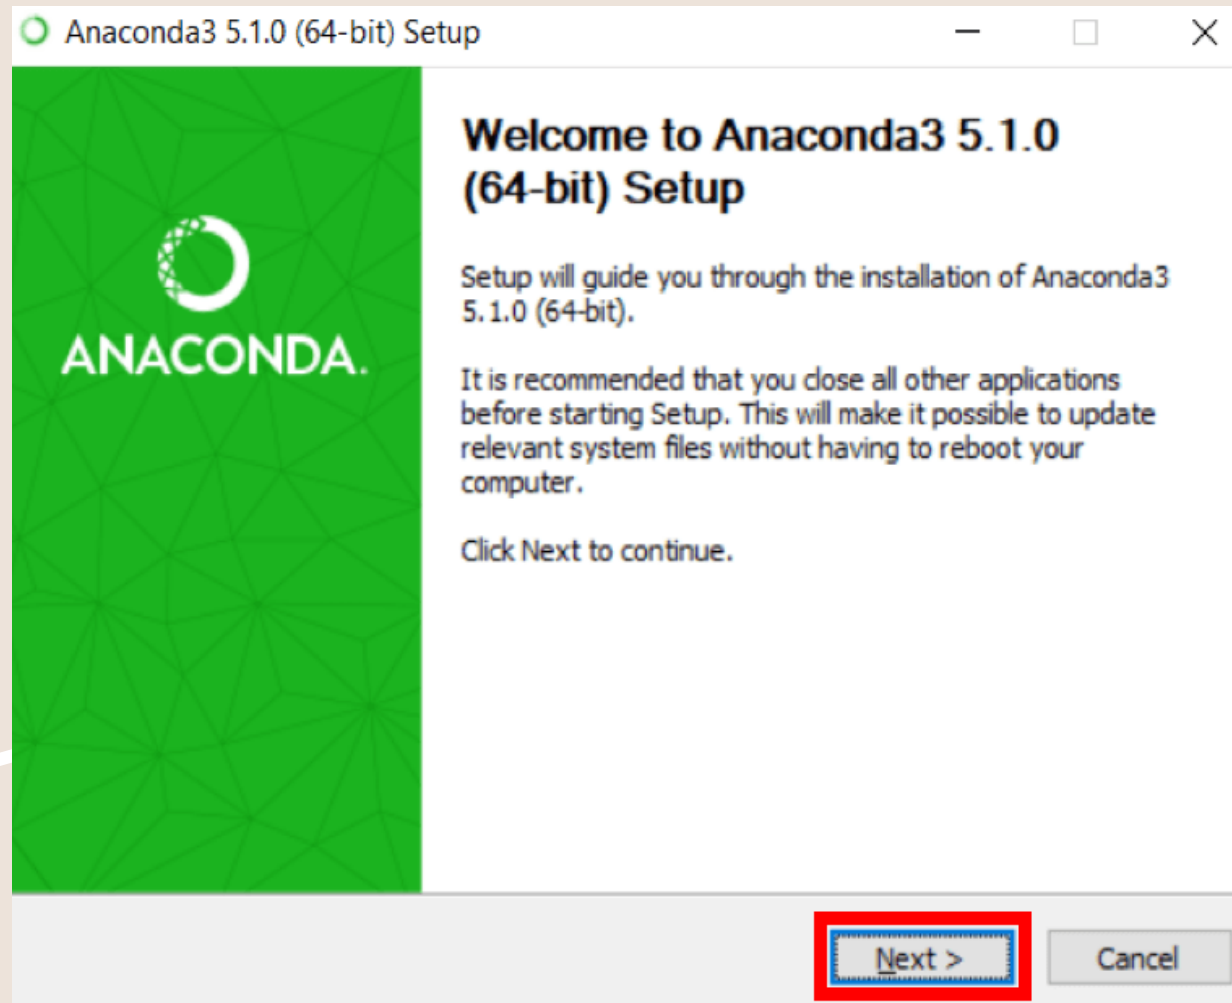 Anaconda3 5.1.0 (64-bit) Setup
ANACONDA.
Welcome to Anaconda3 5.1.0
(64-bit) Setup
Setup will guide you through the installation of Anaconda3
5.1.0 (64-bit).
It is recommended that you close all other applications
before starting Setup. This will make it possible to update
relevant system files without having to reboot your
computer.
Click Next to continue.
Next >
Cancel